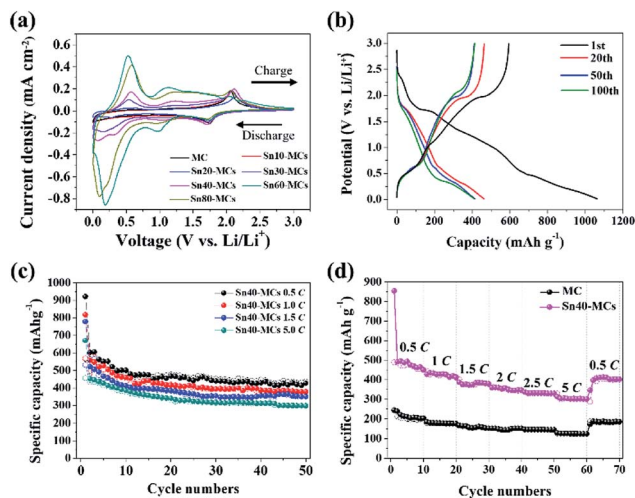 (a)
Current density (mA cm⁻²)
0.6
0.4
0.2
0.0
-0.2
-0.4
-0.6
-0.8
Charge
Discharge
MC
Sn10-MCs
Sn20-MCs
Sn30-MCs
Sn40-MCs
Sn60-MCs
Sn80-MCs
0.0 0.5 1.0 1.5 2.0 2.5 3.0
Voltage (V vs. Li/Li⁺)
(b)
Potential (V vs. Li/Li⁺)
4.0
3.5
3.0
2.5
2.0
1.5
1.0
0.5
0.0
1st
20th
50th
100th
0 200 400 600 800 1000 1200
Capacity (mAh g⁻¹)
(c)
Specific capacity (mAhg⁻¹)
1000
900
800
700
600
500
400
300
200
100
0
Sn40-MCs 0.5 C
Sn40-MCs 1.0 C
Sn40-MCs 1.5 C
Sn40-MCs 5.0 C
0 10 20 30 40 50
Cycle numbers
(d)
Specific capacity (mAh g⁻¹)
900
800
700
600
500
400
300
200
100
0
MC
Sn40-MCs
0.5 C
1 C
1.5 C
2 C
2.5 C
5 C
0.5 C
0 10 20 30 40 50 60 70
Cycle numbers